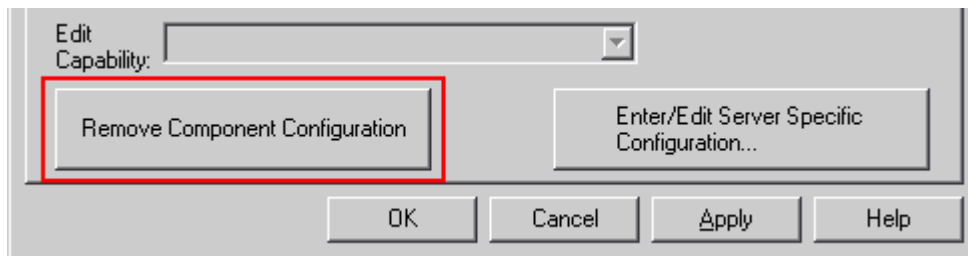 Edit
Capability:
Remove Component Configuration
Enter/Edit Server Specific
Configuration...
OK Cancel Apply Help